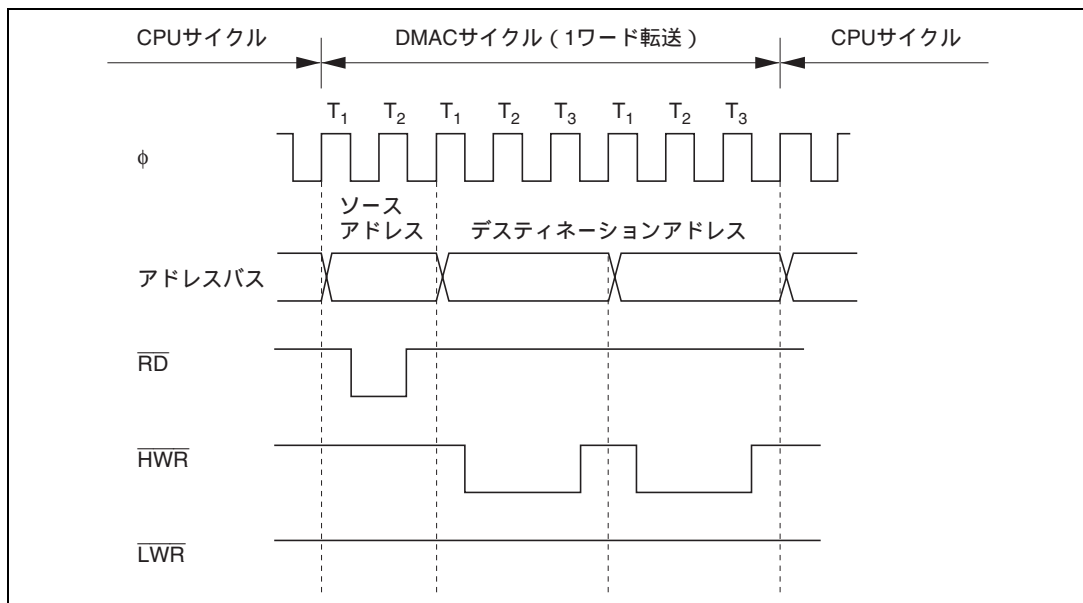 CPUサイクル DMACサイクル（1ワード転送） CPUサイクル
T₁ T₂ T₁ T₂ T₃ T₁ T₂ T₃
φ
ソース
アドレス デスティネーションアドレス
アドレスバス
R̅D̅
H̅W̅R̅
L̅W̅R̅